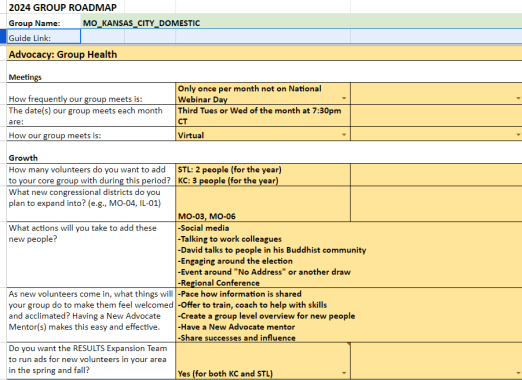 2024 GROUP ROADMAP
Group Name: MO_KANSAS_CITY_DOMESTIC
Guide Link:
Advocacy: Group Health
Meetings
How frequently our group meets is:
Only once per month not on National
Webinar Day
The date(s) our group meets each month
are:
Third Tues or Wed of the month at 7:30pm
CT
How our group meets is:
Virtual
Growth
How many volunteers do you want to add
to your core group with during this period?
STL: 2 people (for the year)
KC: 3 people (for the year)
What new congressional districts do you
plan to expand into? (e.g., MO-04, IL-01)
MO-03, MO-06
What actions will you take to add these
new people?
-Social media
-Talking to work colleagues
-David talks to people in his Buddhist community
-Engaging around the election
-Event around "No Address" or another draw
-Regional Conference
As new volunteers come in, what things will
your group do to make them feel welcomed
and acclimated? Having a New Advocate
Mentor(s) makes this easy and effective.
-Pace how information is shared
-Offer to train, coach to help with skills
-Create a group level overview for new people
-Have a New Advocate mentor
-Share successes and influence
Do you want the RESULTS Expansion Team
to run ads for new volunteers in your area
in the spring and fall?
Yes (for both KC and STL)